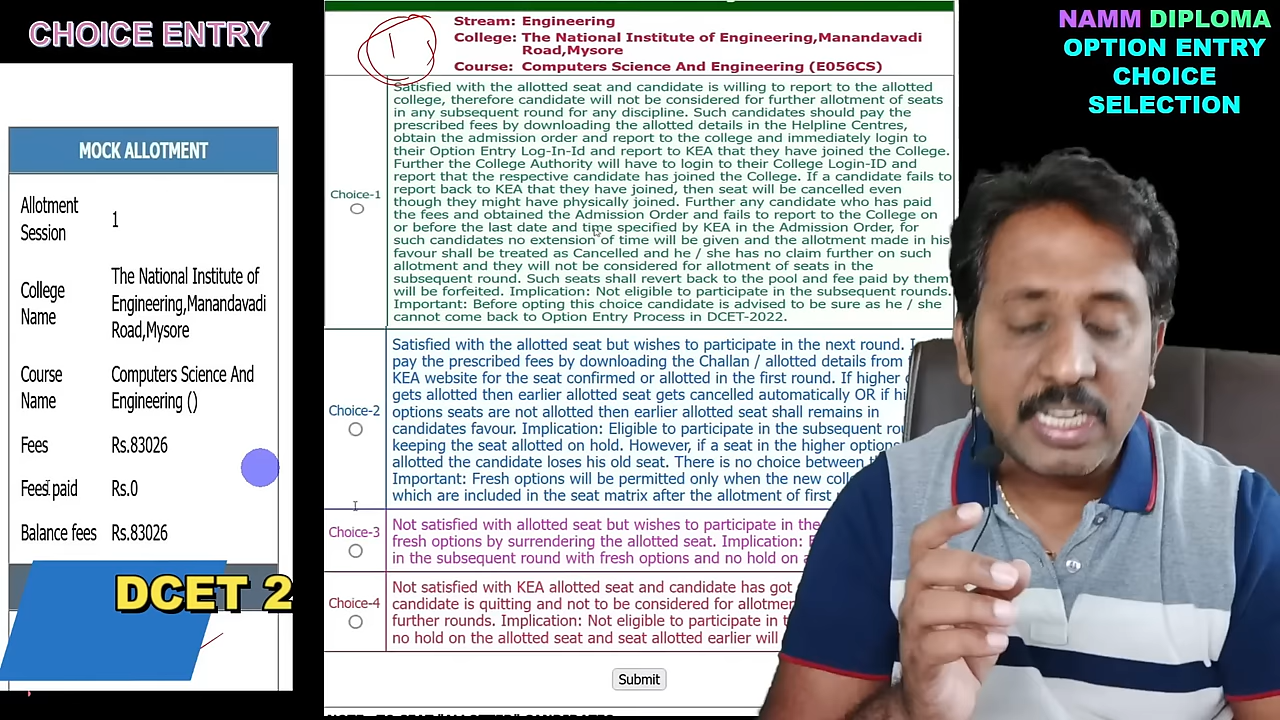 CHOICE ENTRY
MOCK ALLOTMENT
Allotment
Session
1
College
Name
The National Institute of
Engineering,Manandavadi
Road,Mysore
Course
Name
Computers Science And
Engineering ()
Fees
Rs.83026
Fees paid
Rs.0
Balance fees
Rs.83026
DCET 2
1
Stream: Engineering
College: The National Institute of Engineering,Manandavadi
Road,Mysore
Course: Computers Science And Engineering (E056CS)
Choice-1
Satisfied with the allotted seat and candidate is willing to report to the allotted
college, therefore candidate will not be considered for further allotment of seats
in any subsequent round for any discipline. Such candidates should pay the
prescribed fees by downloading the allotted details in the Helpline Centres,
obtain the admission order and report to the college and immediately login to
their Option Entry Log-In-Id and report to KEA that they have joined the College.
Further the College Authority will have to login to their College Login-ID and
report that the respective candidate has joined the College. If a candidate fails to
report back to KEA that they have joined, then seat will be cancelled even
though they might have physically joined. Further any candidate who has paid
the fees and obtained the Admission Order and fails to report to the College on
or before the last date and time specified by KEA in the Admission Order, for
such candidates no extension of time will be given and the allotment made in his
favour shall be treated as Cancelled and he / she has no claim further on such
allotment and they will not be considered for allotment of seats in the
subsequent round. Such seats shall revert back to the pool and fee paid by them
will be forfeited. Implication: Not eligible to participate in the subsequent rounds.
Important: Before opting this choice candidate is advised to be sure as he / she
cannot come back to Option Entry Process in DCET-2022.
Choice-2
Satisfied with the allotted seat but wishes to participate in the next round.
pay the prescribed fees by downloading the Challan / allotted details from
KEA website for the seat confirmed or allotted in the first round. If higher
gets allotted then earlier allotted seat gets cancelled automatically OR if hi
options seats are not allotted then earlier allotted seat shall remains in
candidates favour. Implication: Eligible to participate in the subsequent rou
keeping the seat allotted on hold. However, if a seat in the higher option
allotted the candidate loses his old seat. There is no choice between
Important: Fresh options will be permitted only when the new colle
which are included in the seat matrix after the allotment of first
Choice-3
Not satisfied with allotted seat but wishes to participate in the
fresh options by surrendering the allotted seat. Implication:
in the subsequent round with fresh options and no hold on
Choice-4
Not satisfied with KEA allotted seat and candidate has got
candidate is quitting and not to be considered for allotmen
further rounds. Implication: Not eligible to participate in
no hold on the allotted seat and seat allotted earlier will
Submit
NAMM DIPLOMA
OPTION ENTRY
CHOICE
SELECTION